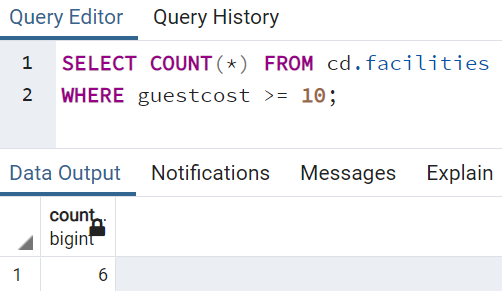 Query Editor Query History
1 SELECT COUNT(*) FROM cd.facilities
2 WHERE guestcost >= 10;
Data Output Notifications Messages Explain
count
bigint
1 6